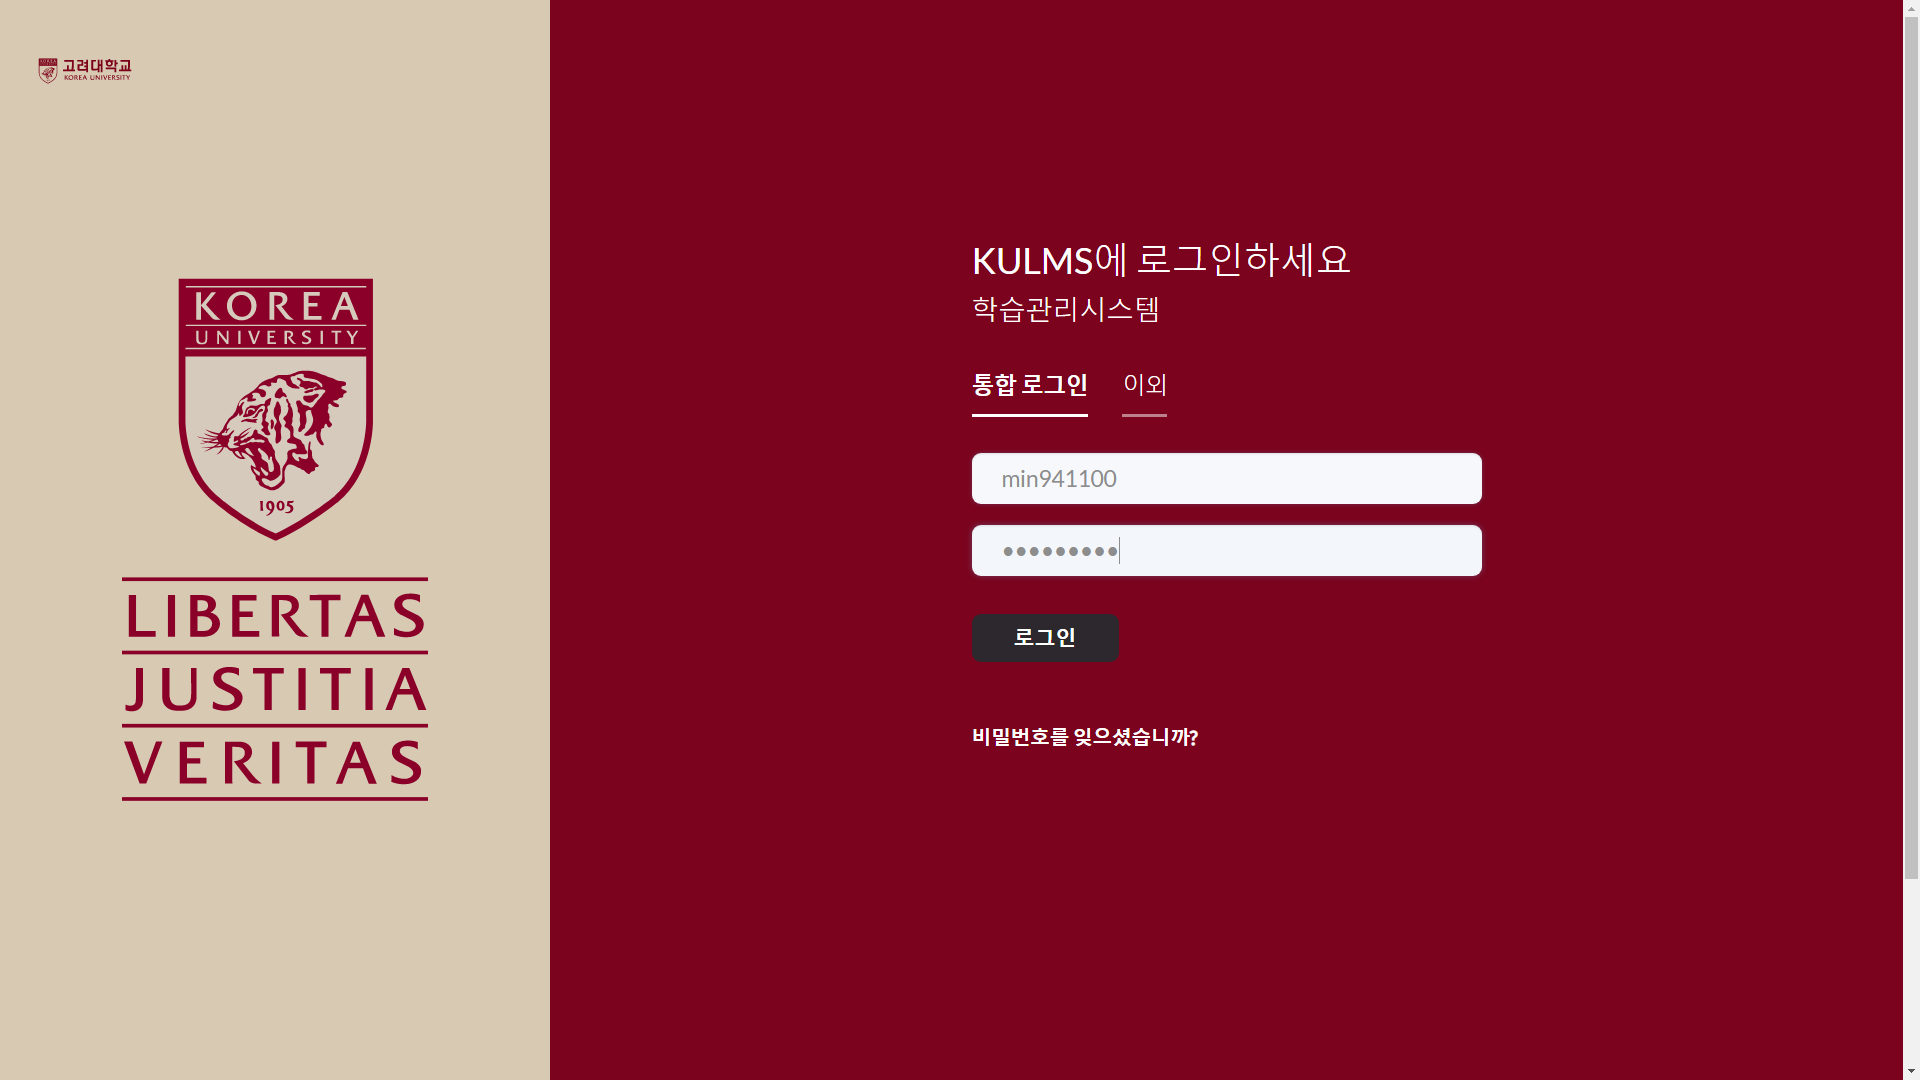 고려대학교
KOREA UNIVERSITY
KOREA
UNIVERSITY
1905
LIBERTAS
JUSTITIA
VERITAS
KULMS에 로그인하세요
학습관리시스템
통합 로그인 이외
min941100
•••••••••
로그인
비밀번호를 잊으셨습니까?